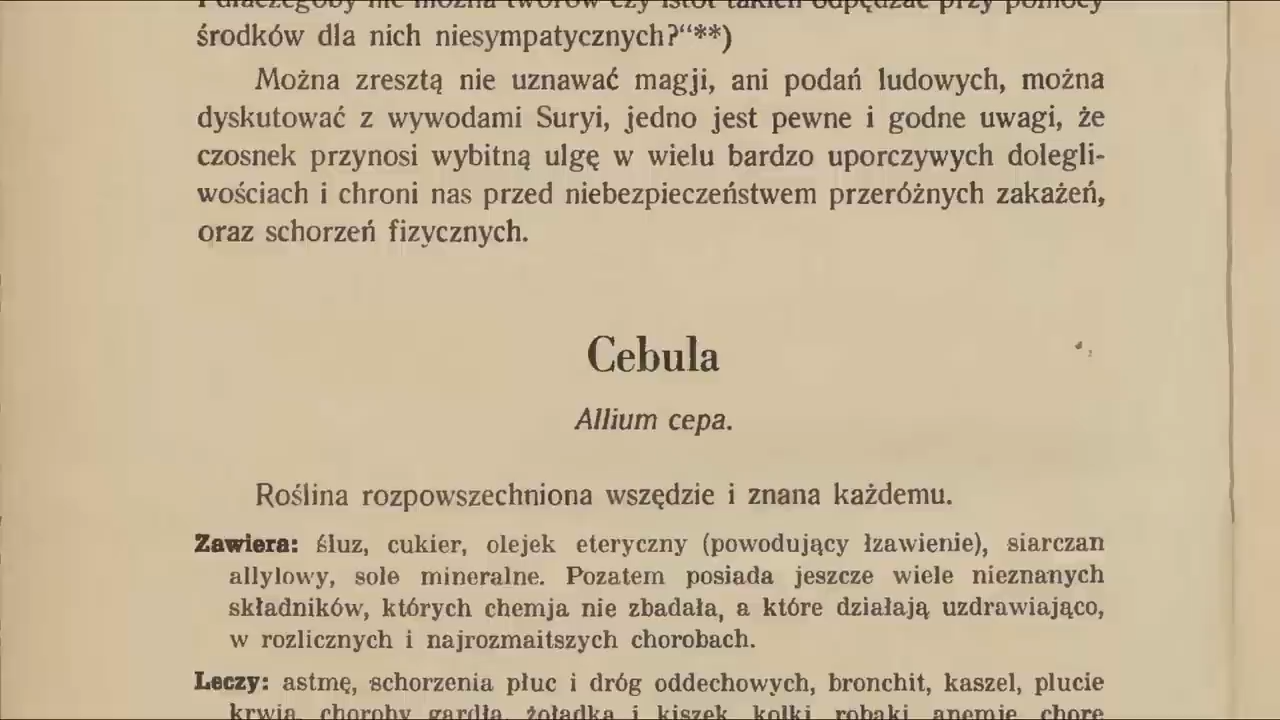 i dlaczegoby nie można tworów czy istot takich odpędzać przy pomocy
środków dla nich niesympatycznych?“**)
Można zresztą nie uznawać magji, ani podań ludowych, można
dyskutować z wywodami Suryi, jedno jest pewne i godne uwagi, że
czosnek przynosi wybitną ulgę w wielu bardzo uporczywych dolegli-
wościach i chroni nas przed niebezpieczeństwem przeróżnych zakażeń,
oraz schorzeń fizycznych.
Cebula
Allium cepa.
Roślina rozpowszechniona wszędzie i znana każdemu.
Zawiera: śluz, cukier, olejek eteryczny (powodujący łzawienie), siarczan
allylowy, sole mineralne. Pozatem posiada jeszcze wiele nieznanych
składników, których chemja nie zbadała, a które działają uzdrawiająco,
w rozlicznych i najrozmaitszych chorobach.
Leczy: astmę, schorzenia płuc i dróg oddechowych, bronchit, kaszel, plucie
krwią, choroby gardła, żołądka i kiszek, kolki, robaki, anemię, chore